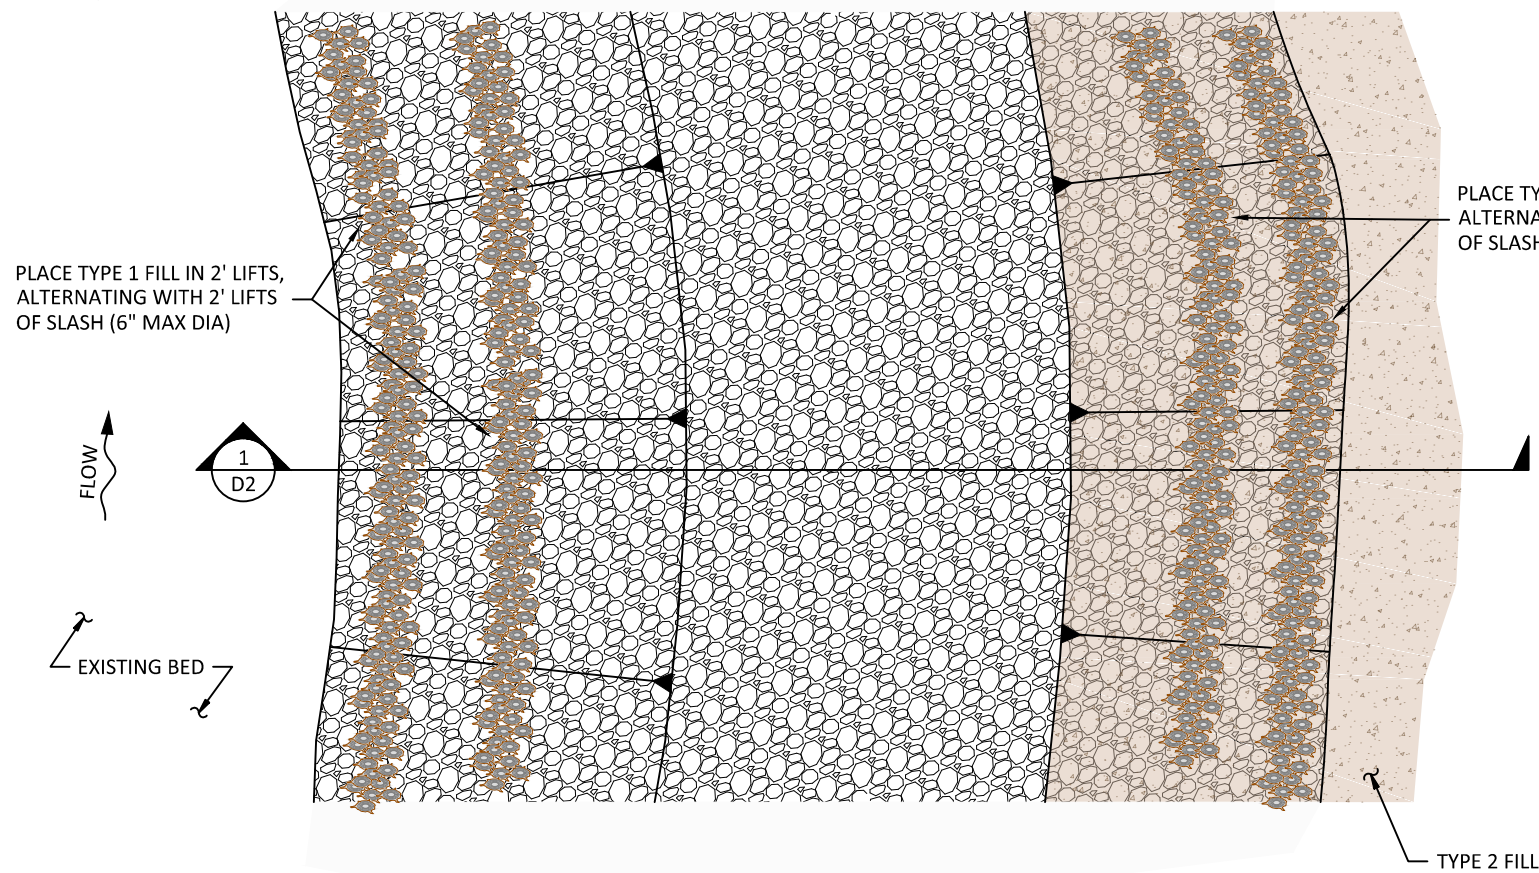 PLACE TYPE 1 FILL IN 2' LIFTS,
ALTERNATING WITH 2' LIFTS
OF SLASH (6" MAX DIA)
FLOW
1
D2
EXISTING BED
PLACE TY
ALTERNA
OF SLASH
TYPE 2 FILL